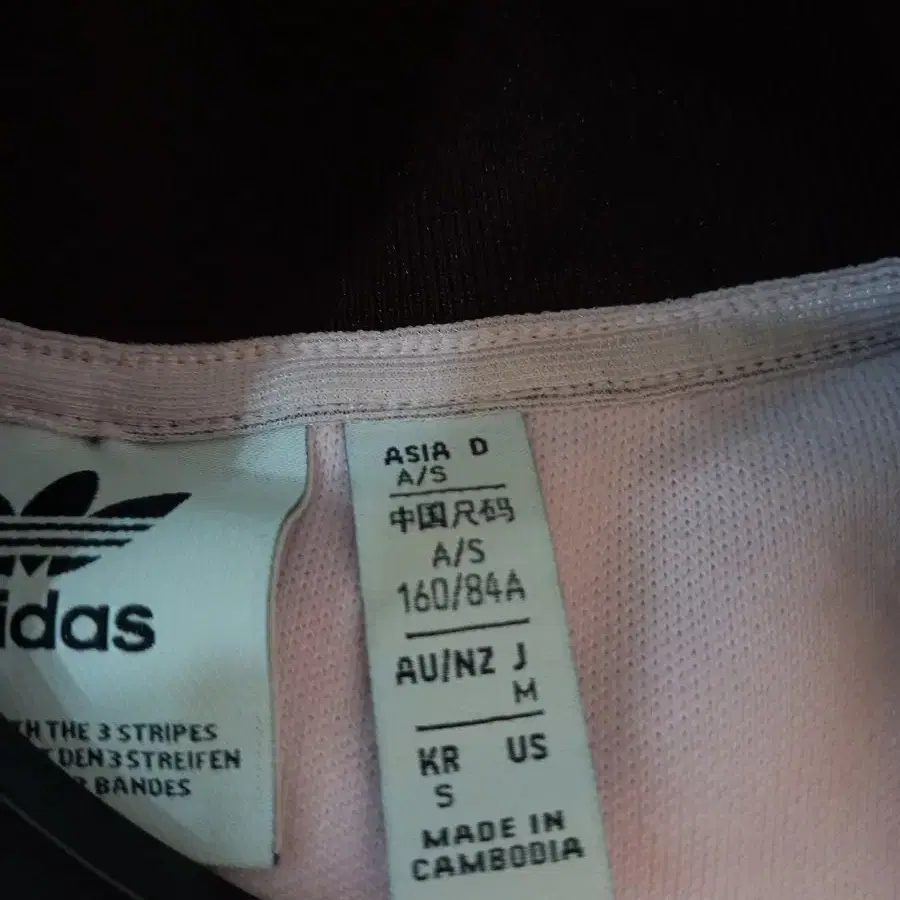 idas
TH THE 3 STRIPES
DEN 3 STREIFEN
BANDES
ASIA D
A/S
中国尺码
A/S
160/84A
AU/NZ J
M
KR US
S
MADE IN
CAMBODIA